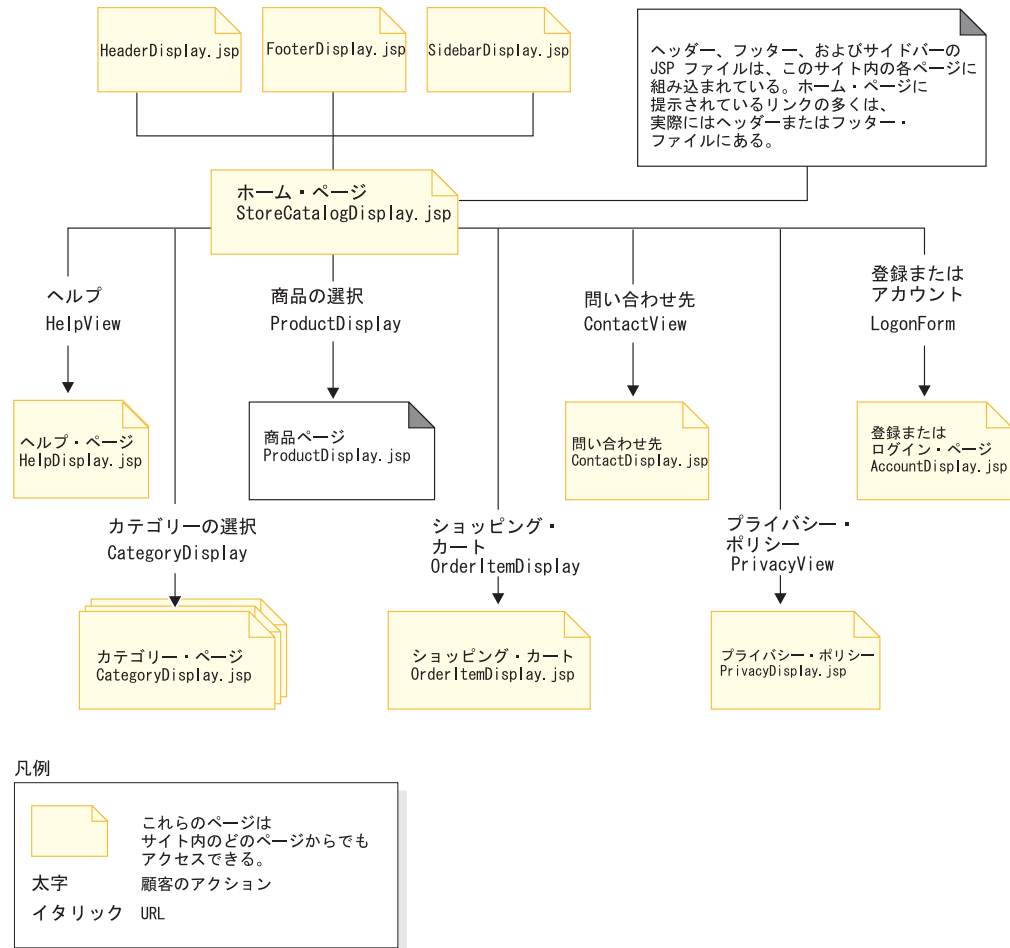 HeaderDisplay.jsp
FooterDisplay.jsp
SidebarDisplay.jsp
ヘッダー、フッター、およびサイドバーの
JSP ファイルは、このサイト内の各ページに
組み込まれている。ホーム・ページに
提示されているリンクの多くは、
実際にはヘッダーまたはフッター・
ファイルにある。
ホーム・ページ
StoreCatalogDisplay.jsp
ヘルプ
HelpView
商品の選択
ProductDisplay
問い合わせ先
ContactView
登録または
アカウント
LogonForm
ヘルプ・ページ
HelpDisplay.jsp
商品ページ
ProductDisplay.jsp
問い合わせ先
ContactDisplay.jsp
登録または
ログイン・ページ
AccountDisplay.jsp
カテゴリーの選択
CategoryDisplay
ショッピング・
カート
OrderItemDisplay
プライバシー・
ポリシー
PrivacyView
カテゴリー・ページ
CategoryDisplay.jsp
ショッピング・カート
OrderItemDisplay.jsp
プライバシー・ポリシー
PrivacyDisplay.jsp
凡例
これらのページは
サイト内のどのページからでも
アクセスできる。
太字 顧客のアクション
イタリック URL